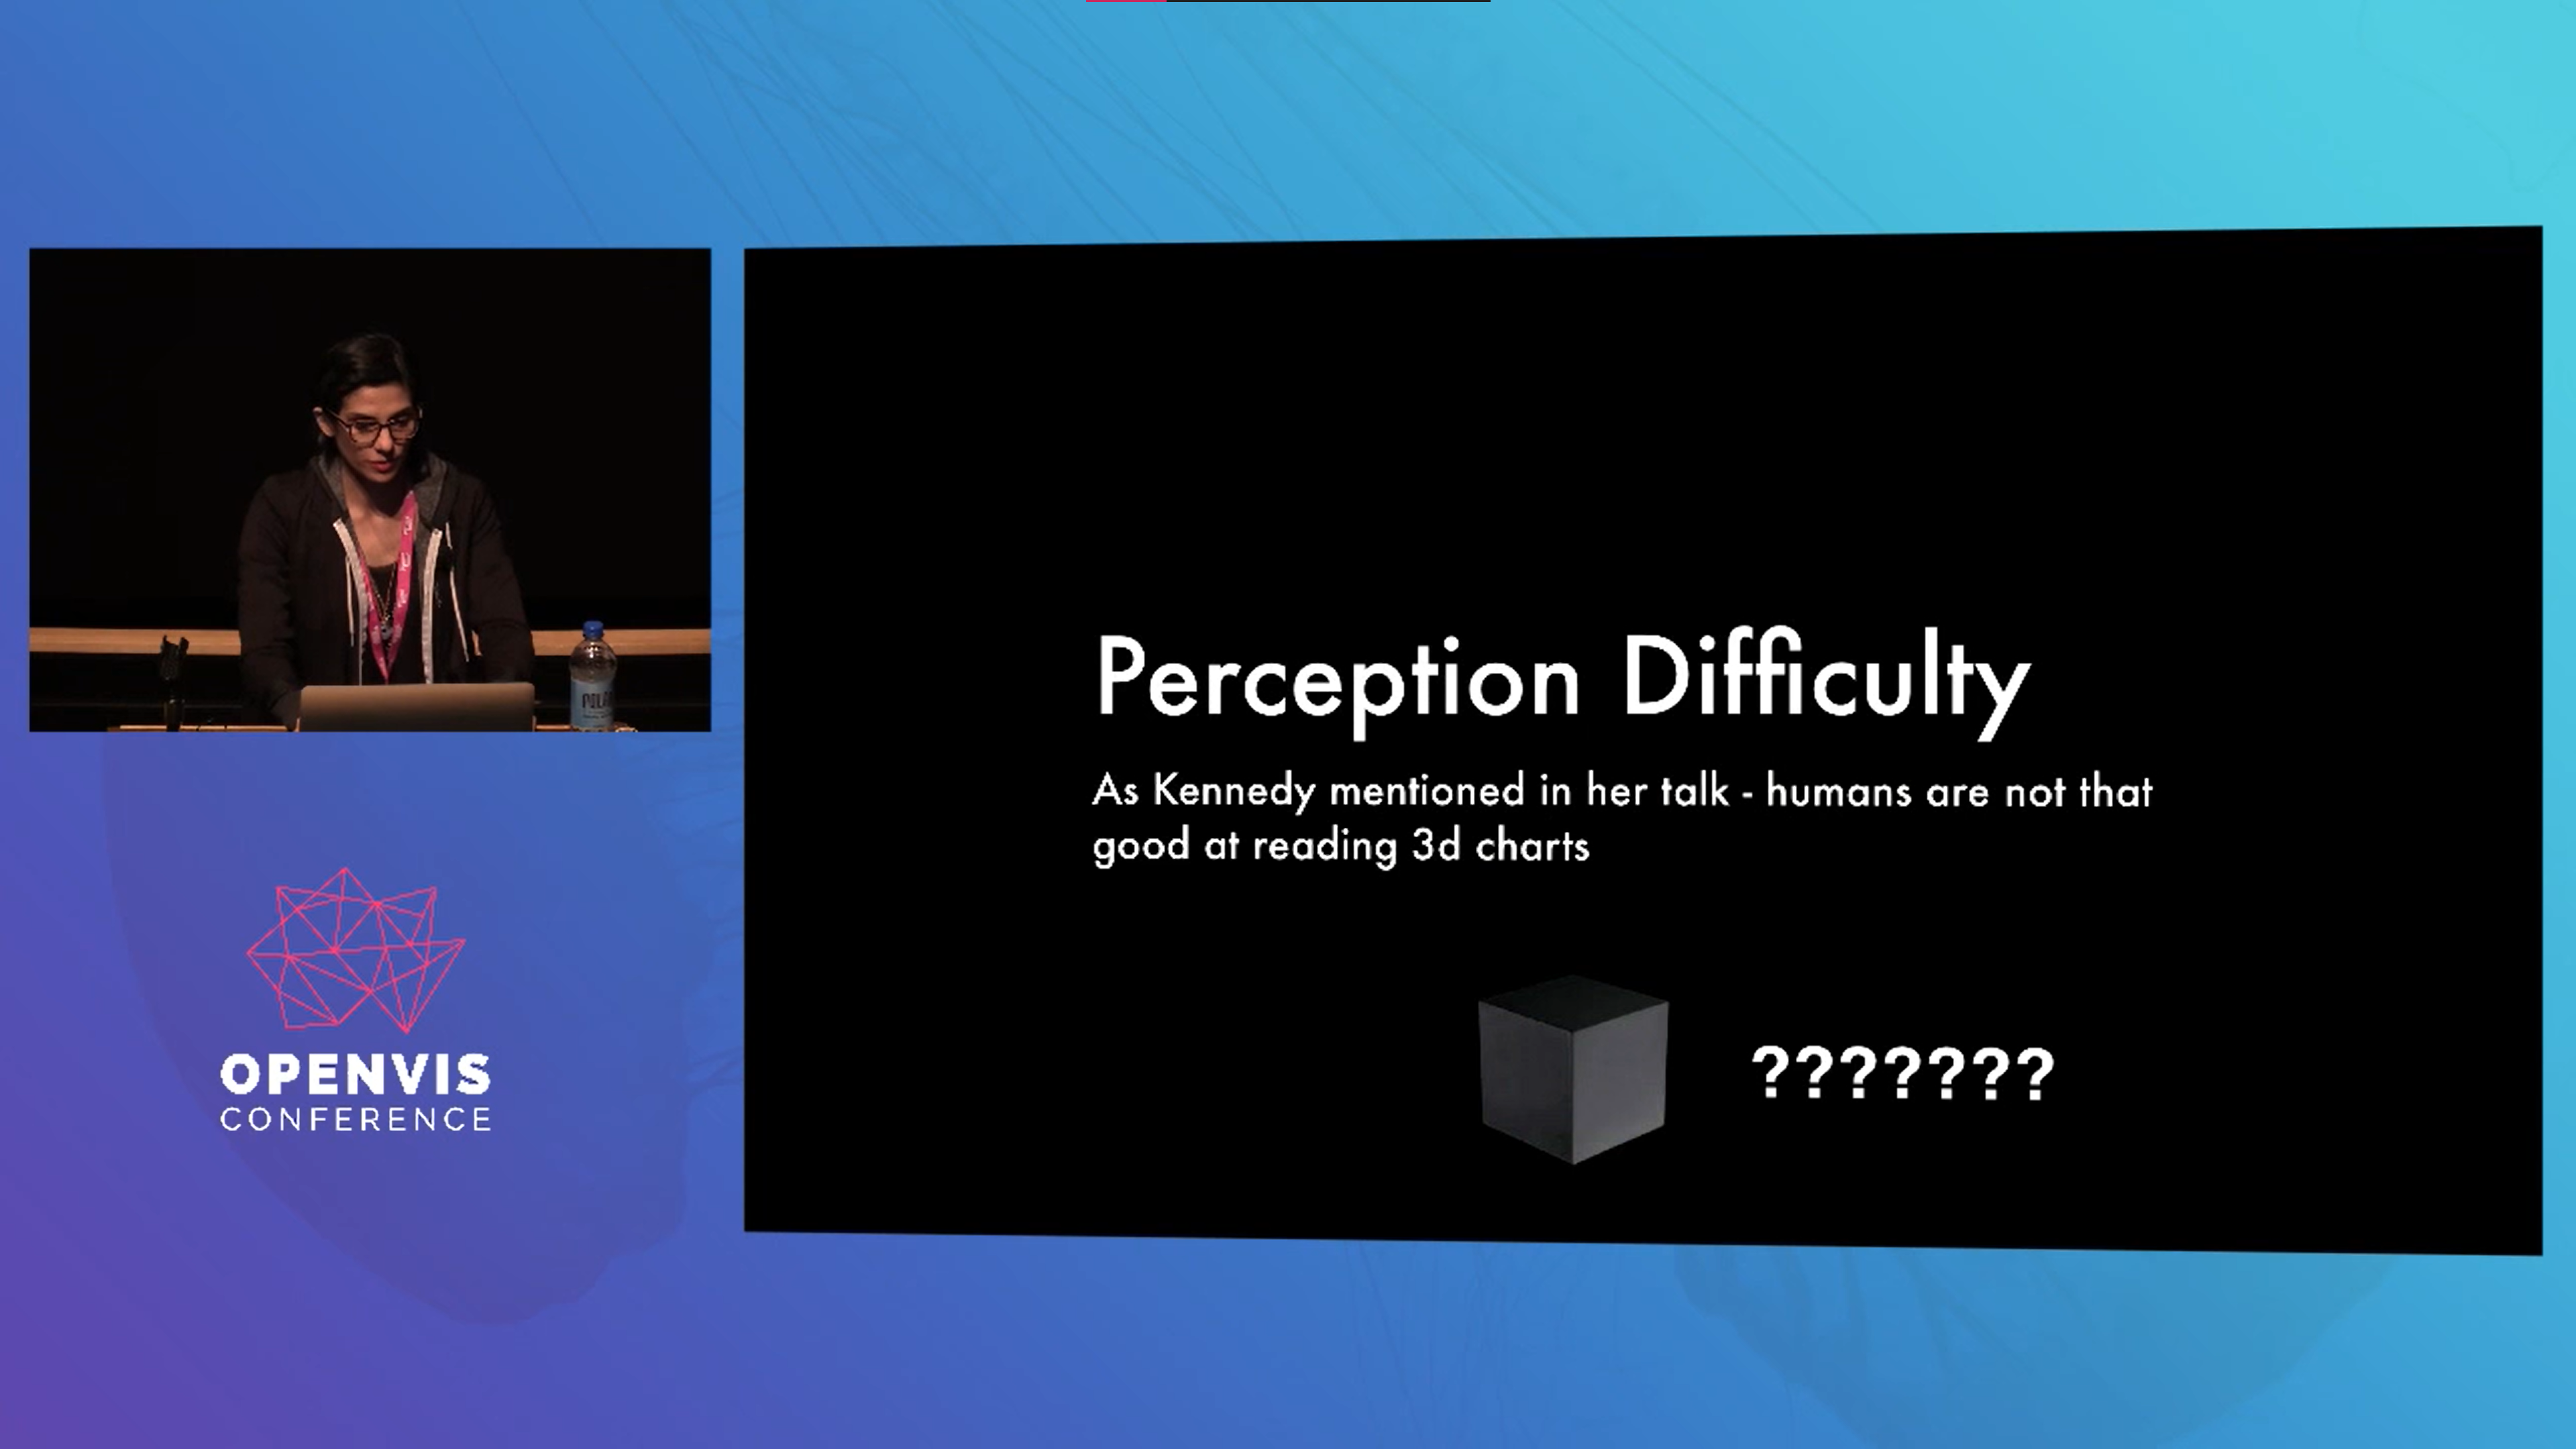 Perception Difficulty
As Kennedy mentioned in her talk - humans are not that
good at reading 3d charts
???????
OPENVIS
CONFERENCE